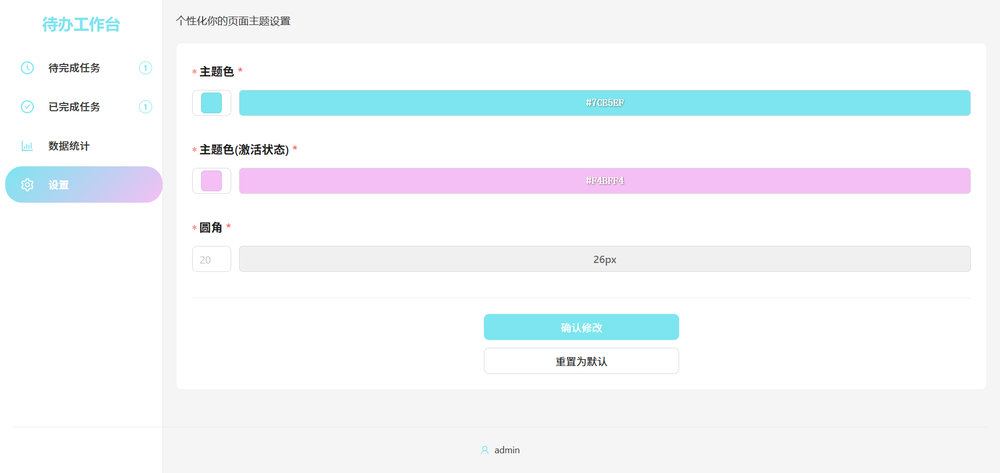 待办工作台
待完成任务 1
已完成任务 1
数据统计
设置
个性化你的页面主题设置
* 主题色 *
#7CE5EF
* 主题色(激活状态) *
#F4BFF4
* 圆角 *
20 26px
确认修改
重置为默认
admin